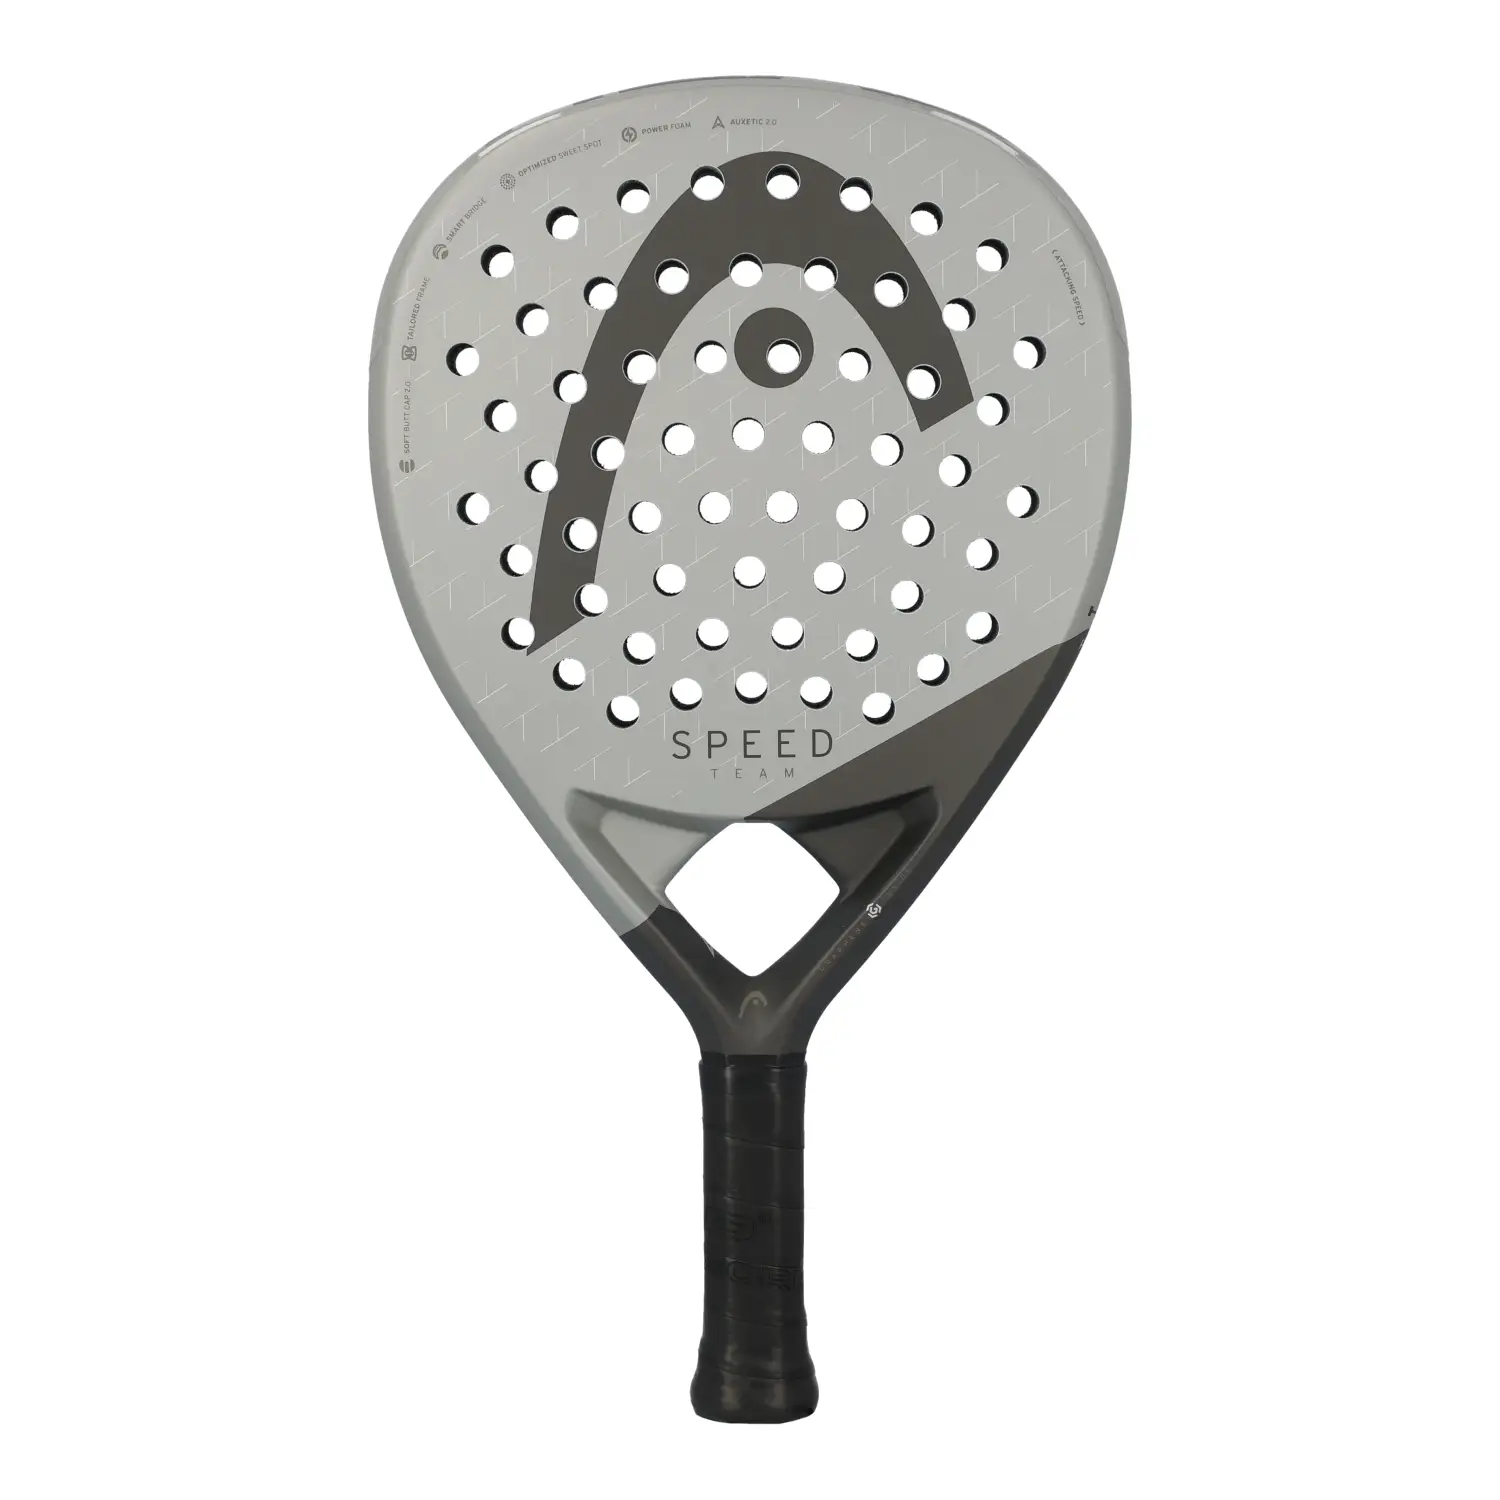 AUXETIC 2.0
POWER FOAM
OPTIMIZED SWEET SPOT
SMART BRIDGE
TAILORED FRAME
SOFT BUTT CAP 2.0
( ATTACKING SPEED )
SPEED
TEAM
GRAPHENE